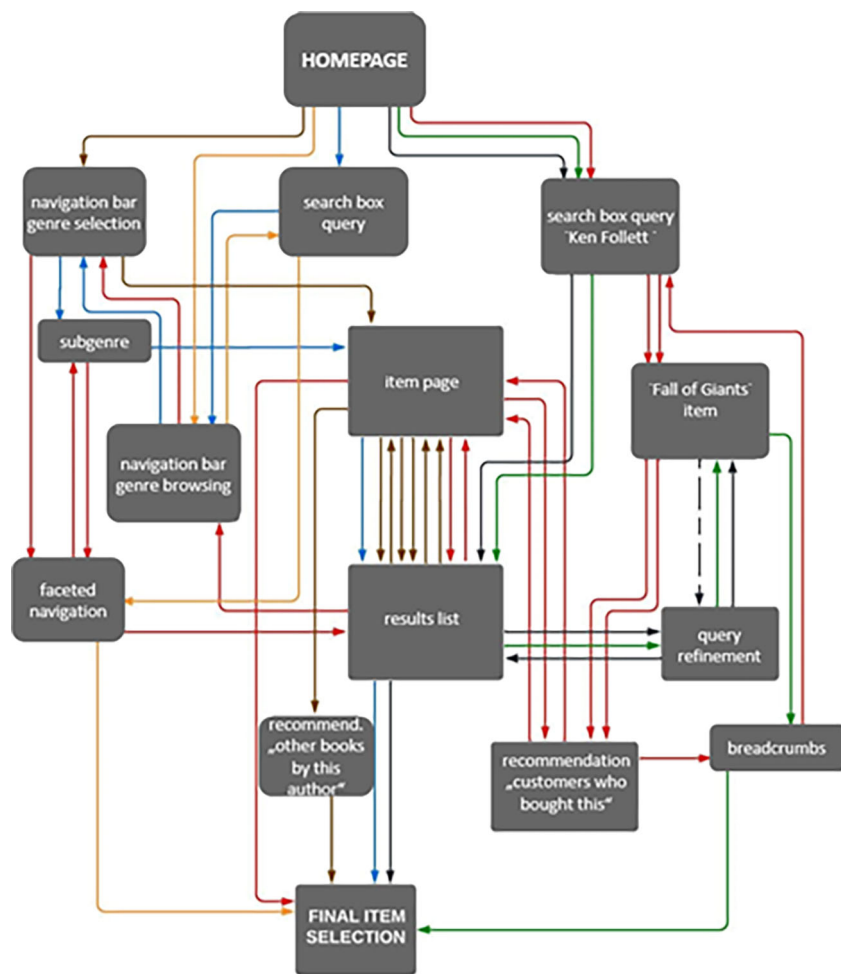 HOMEPAGE
navigation bar
genre selection
search box
query
search box query
¨Ken Follett ¨
subgenre
item page
¨Fall of Giants¨
item
navigation bar
genre browsing
faceted
navigation
results list
query
refinement
recommend.
„other books
by this
author“
recommendation
„customers who
bought this“
breadcrumbs
FINAL ITEM
SELECTION